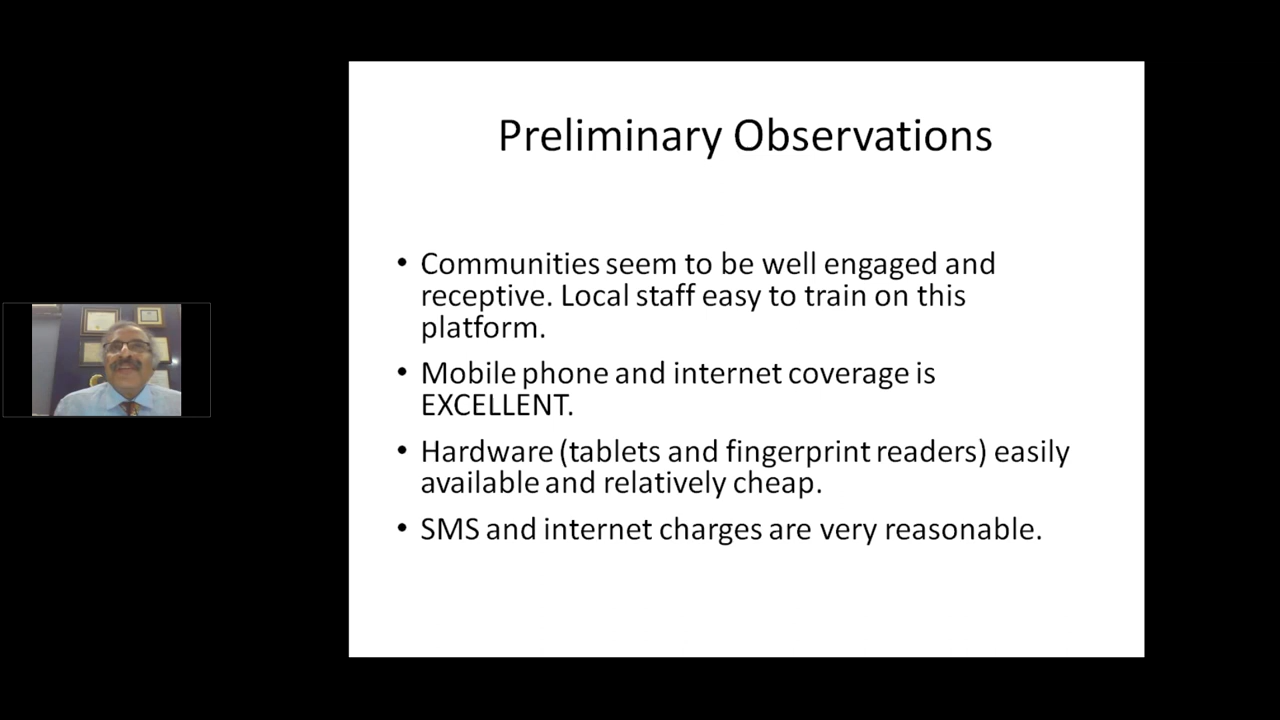 Preliminary Observations
• Communities seem to be well engaged and
receptive. Local staff easy to train on this
platform.
• Mobile phone and internet coverage is
EXCELLENT.
• Hardware (tablets and fingerprint readers) easily
available and relatively cheap.
• SMS and internet charges are very reasonable.